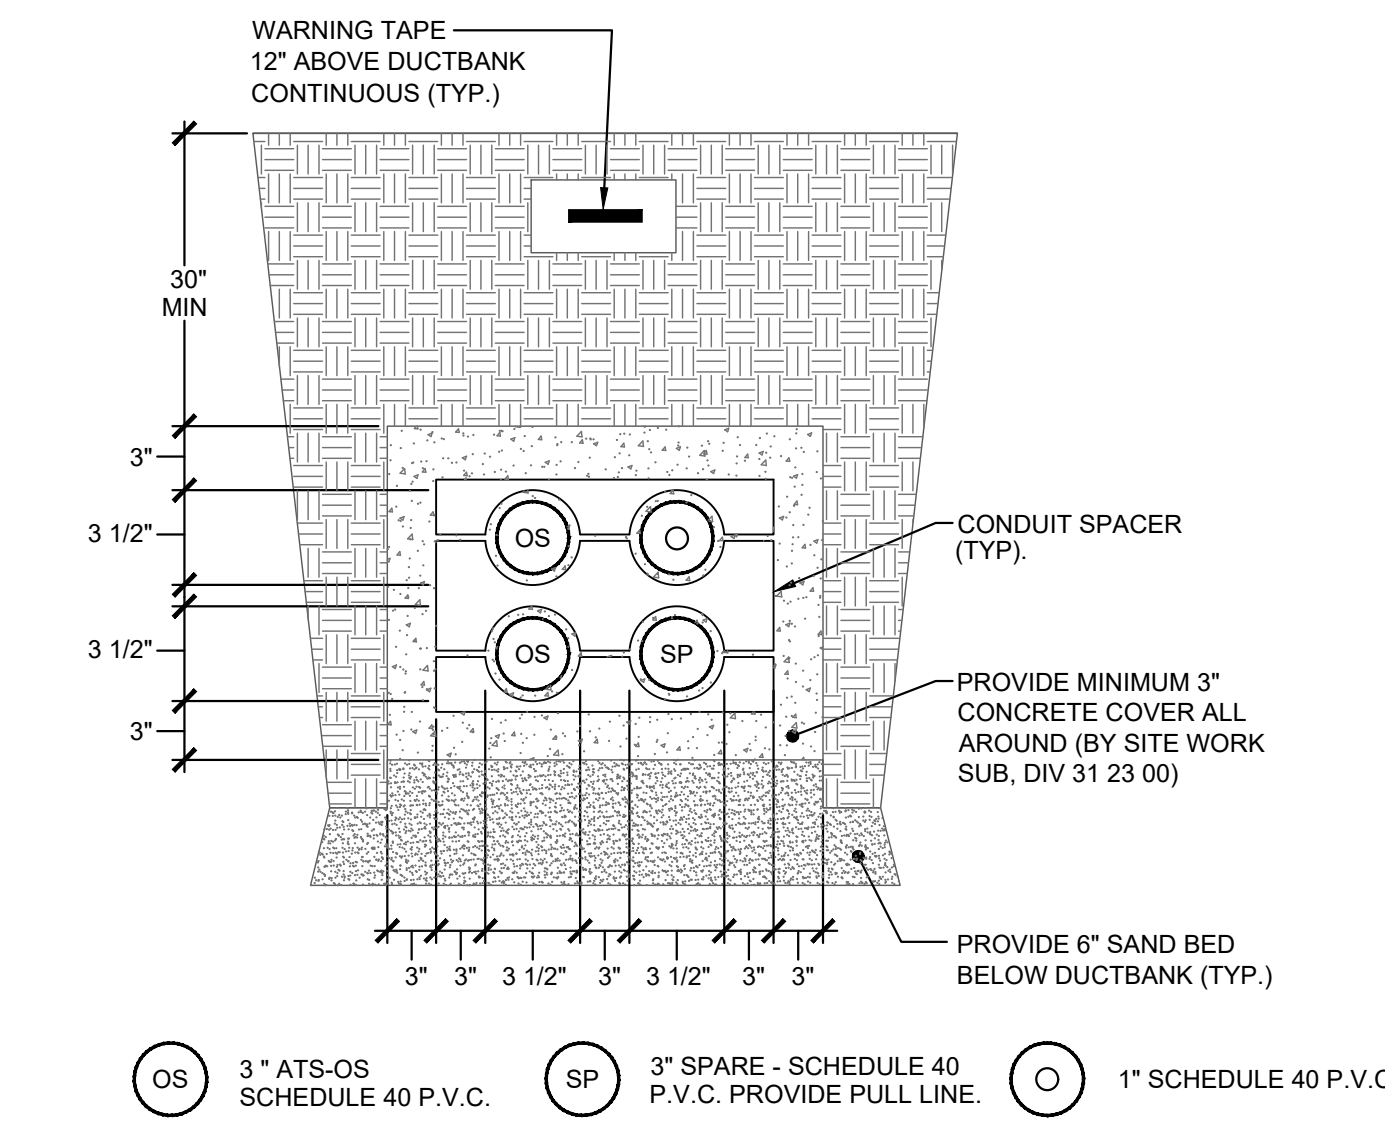 WARNING TAPE
12" ABOVE DUCTBANK
CONTINUOUS (TYP.)
30"
MIN
3"
3 1/2"
3 1/2"
3"
OS
OS
SP
CONDUIT SPACER
(TYP).
PROVIDE MINIMUM 3"
CONCRETE COVER ALL
AROUND (BY SITE WORK
SUB, DIV 31 23 00)
PROVIDE 6" SAND BED
BELOW DUCTBANK (TYP.)
3" 3" 3 1/2" 3" 3 1/2" 3" 3"
OS
3 " ATS-OS
SCHEDULE 40 P.V.C.
SP
3" SPARE - SCHEDULE 40
P.V.C. PROVIDE PULL LINE.
1" SCHEDULE 40 P.V.C